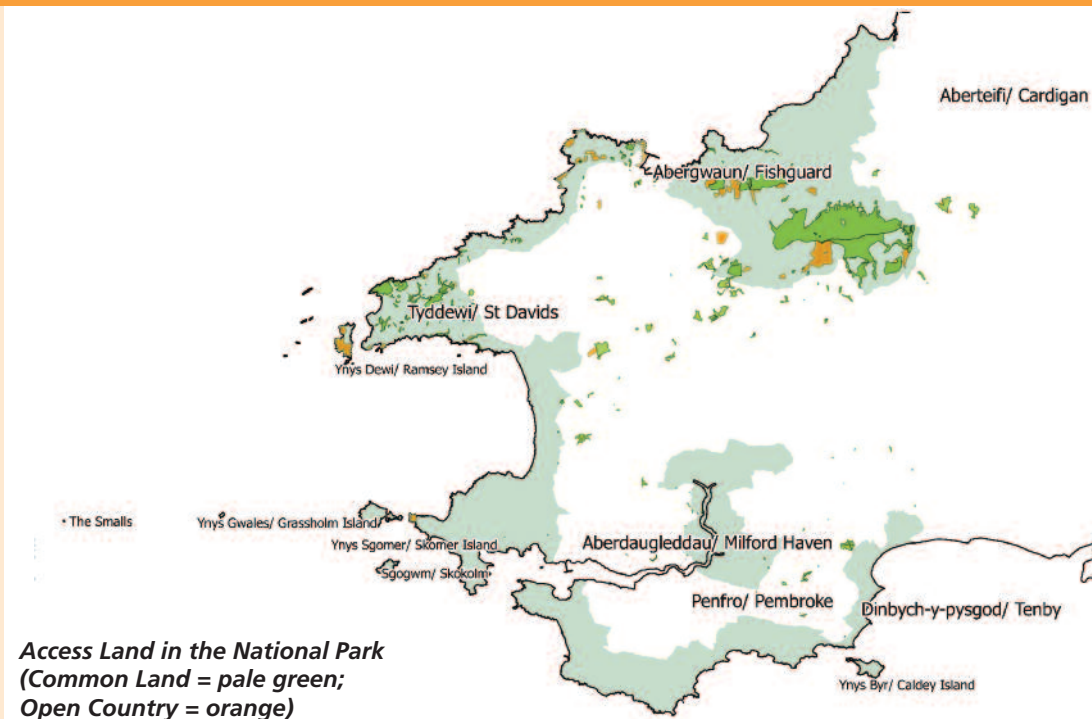 Aberteifi/ Cardigan
Abergwaun/ Fishguard
Tyddewi/ St Davids
Ynys Dewi/ Ramsey Island
• The Smalls
Ynys Gwales/ Grassholm Island
Ynys Sgomer/ Skomer Island
Sgogwm/ Skokolm
Aberdaugleddau/ Milford Haven
Penfro/ Pembroke
Dinbych-y-pysgod/ Tenby
Ynys Byr/ Caldey Island
Access Land in the National Park
(Common Land = pale green;
Open Country = orange)